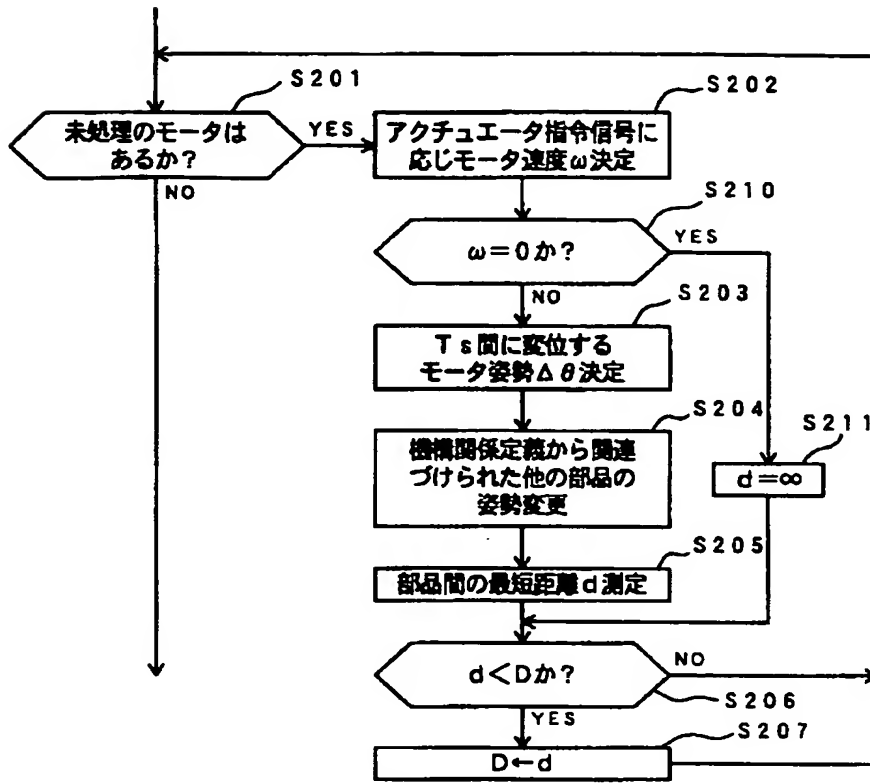 S201
未処理のモータは
あるか?
YES
NO
S202
アクチュエータ指令信号に
応じモータ速度ω決定
S210
ω=0か?
YES
NO
S203
Ts間に変位する
モータ姿勢Δθ決定
S204
機構関係定義から関連
づけられた他の部品の
姿勢変更
S211
d=∞
S205
部品間の最短距離d測定
d<Dか?
NO
S206
YES
S207
D←d